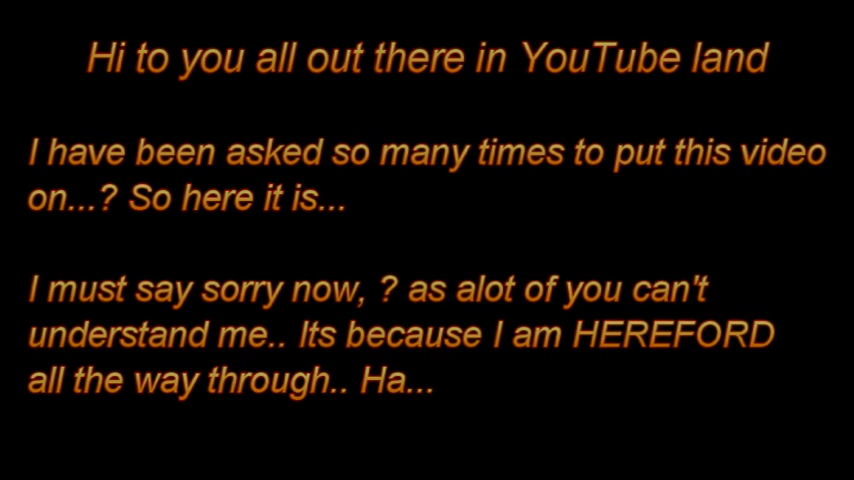 Hi to you all out there in YouTube land
I have been asked so many times to put this video
on...? So here it is...
I must say sorry now, ? as alot of you can't
understand me.. Its because I am HEREFORD
all the way through.. Ha...